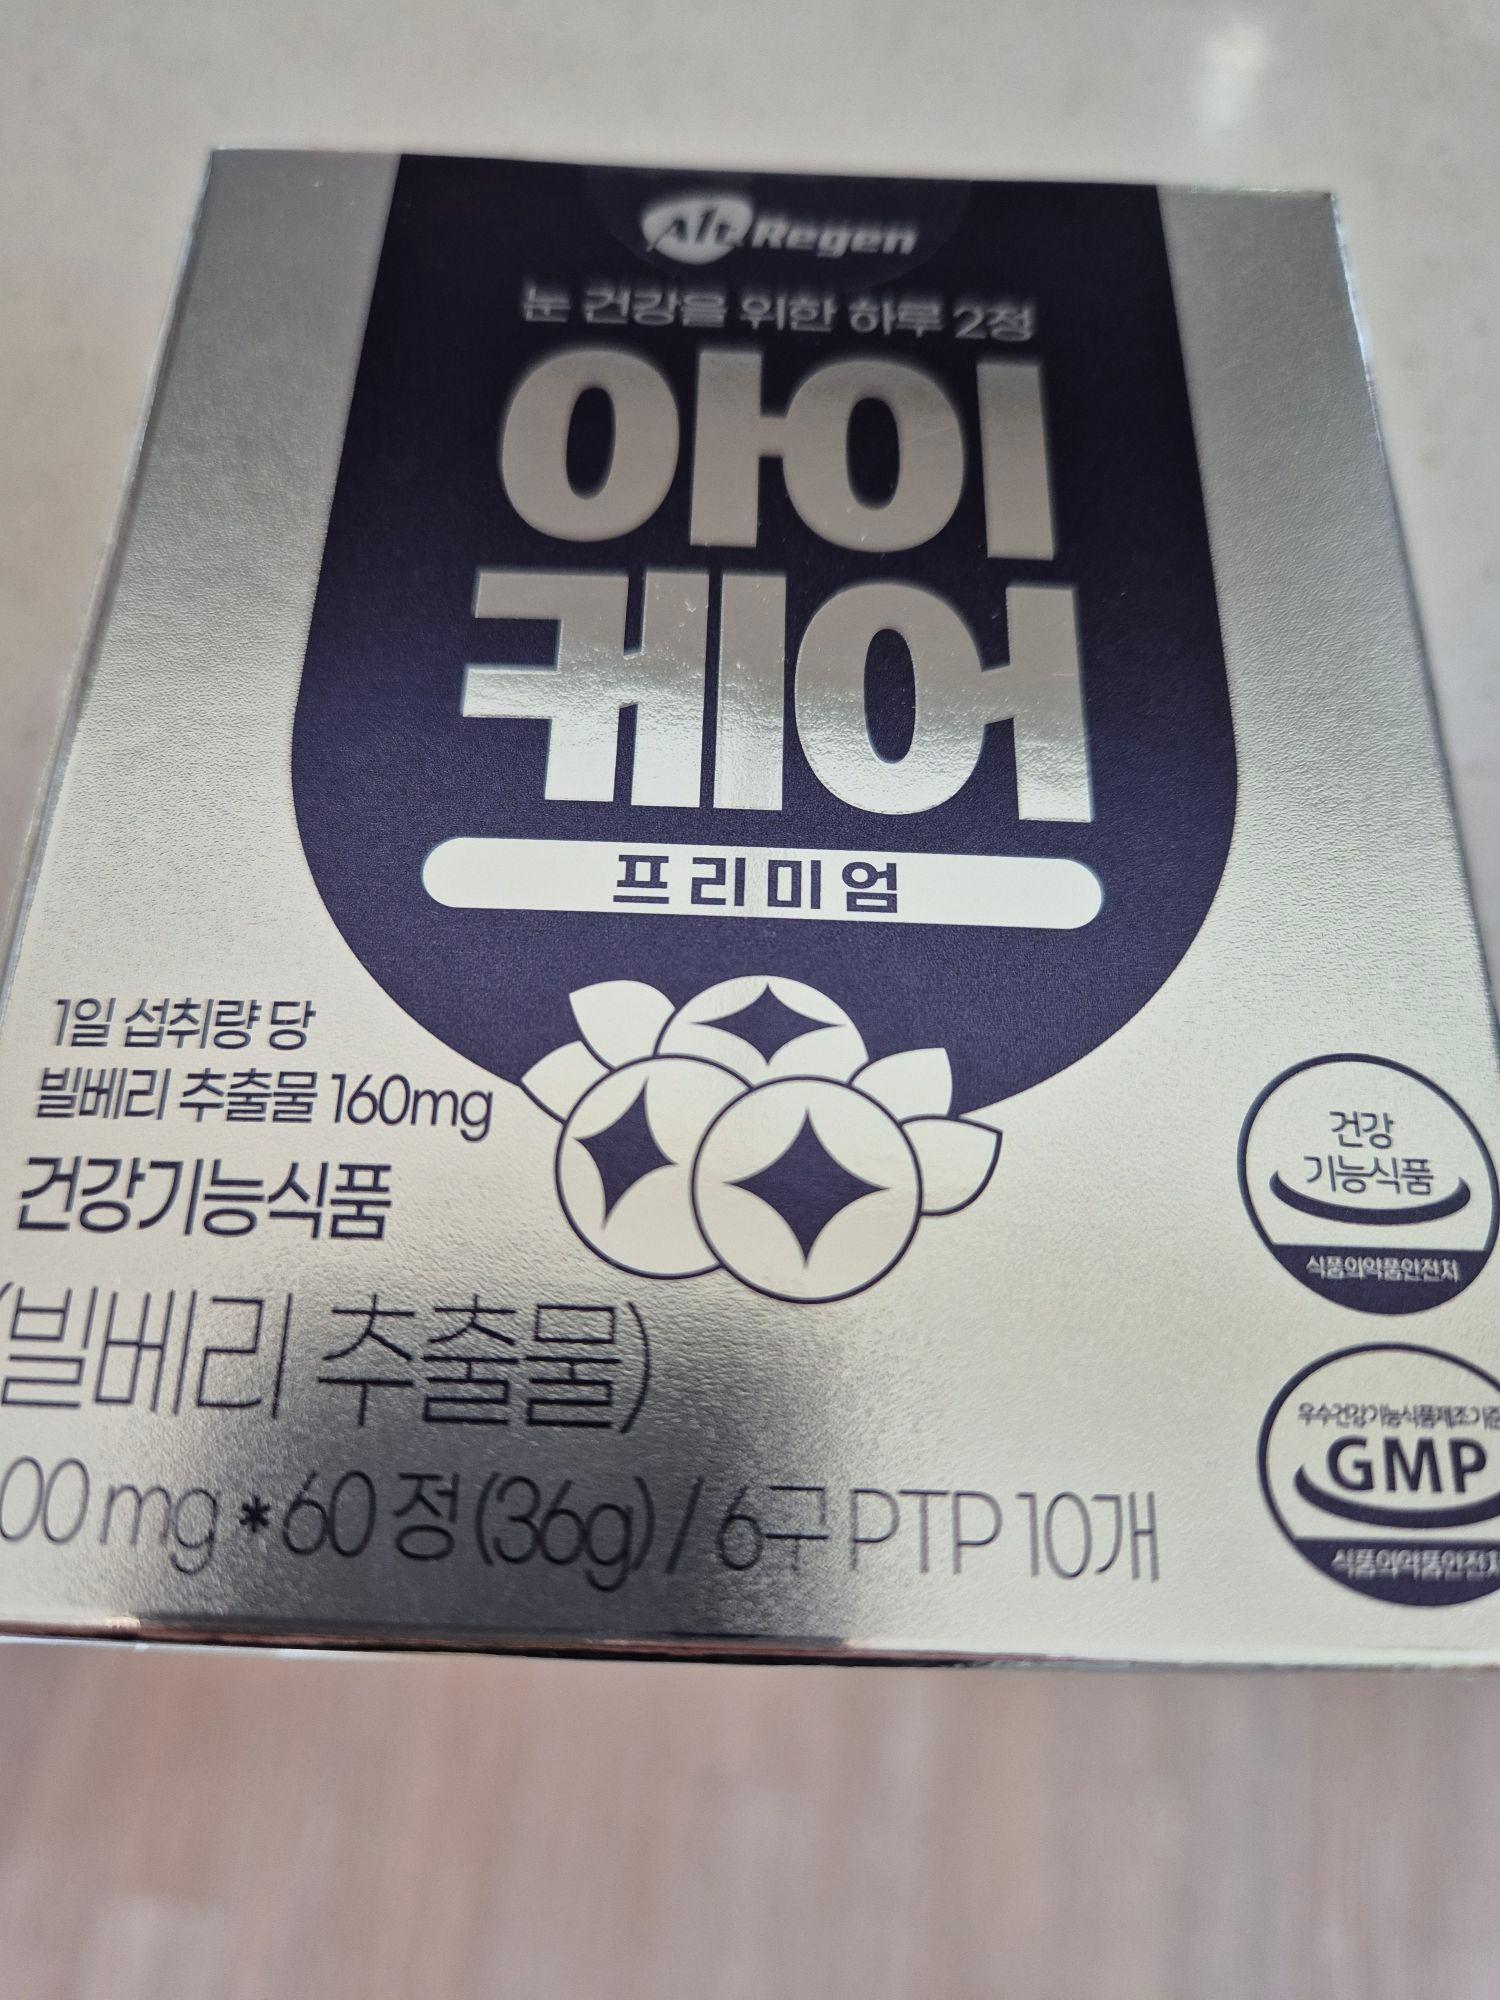 Alt. Regen
눈 건강을 위한 하루 2정
아이
케어
프리미엄
1일 섭취량 당
빌베리 추출물 160mg
건강기능식품
(빌베리 추출물)
00 mg * 60 정 (36g) / 6구 PTP 10개
건강
기능식품
식품의약품안전처
우수건강기능식품제조기준
GMP
식품의약품안전처